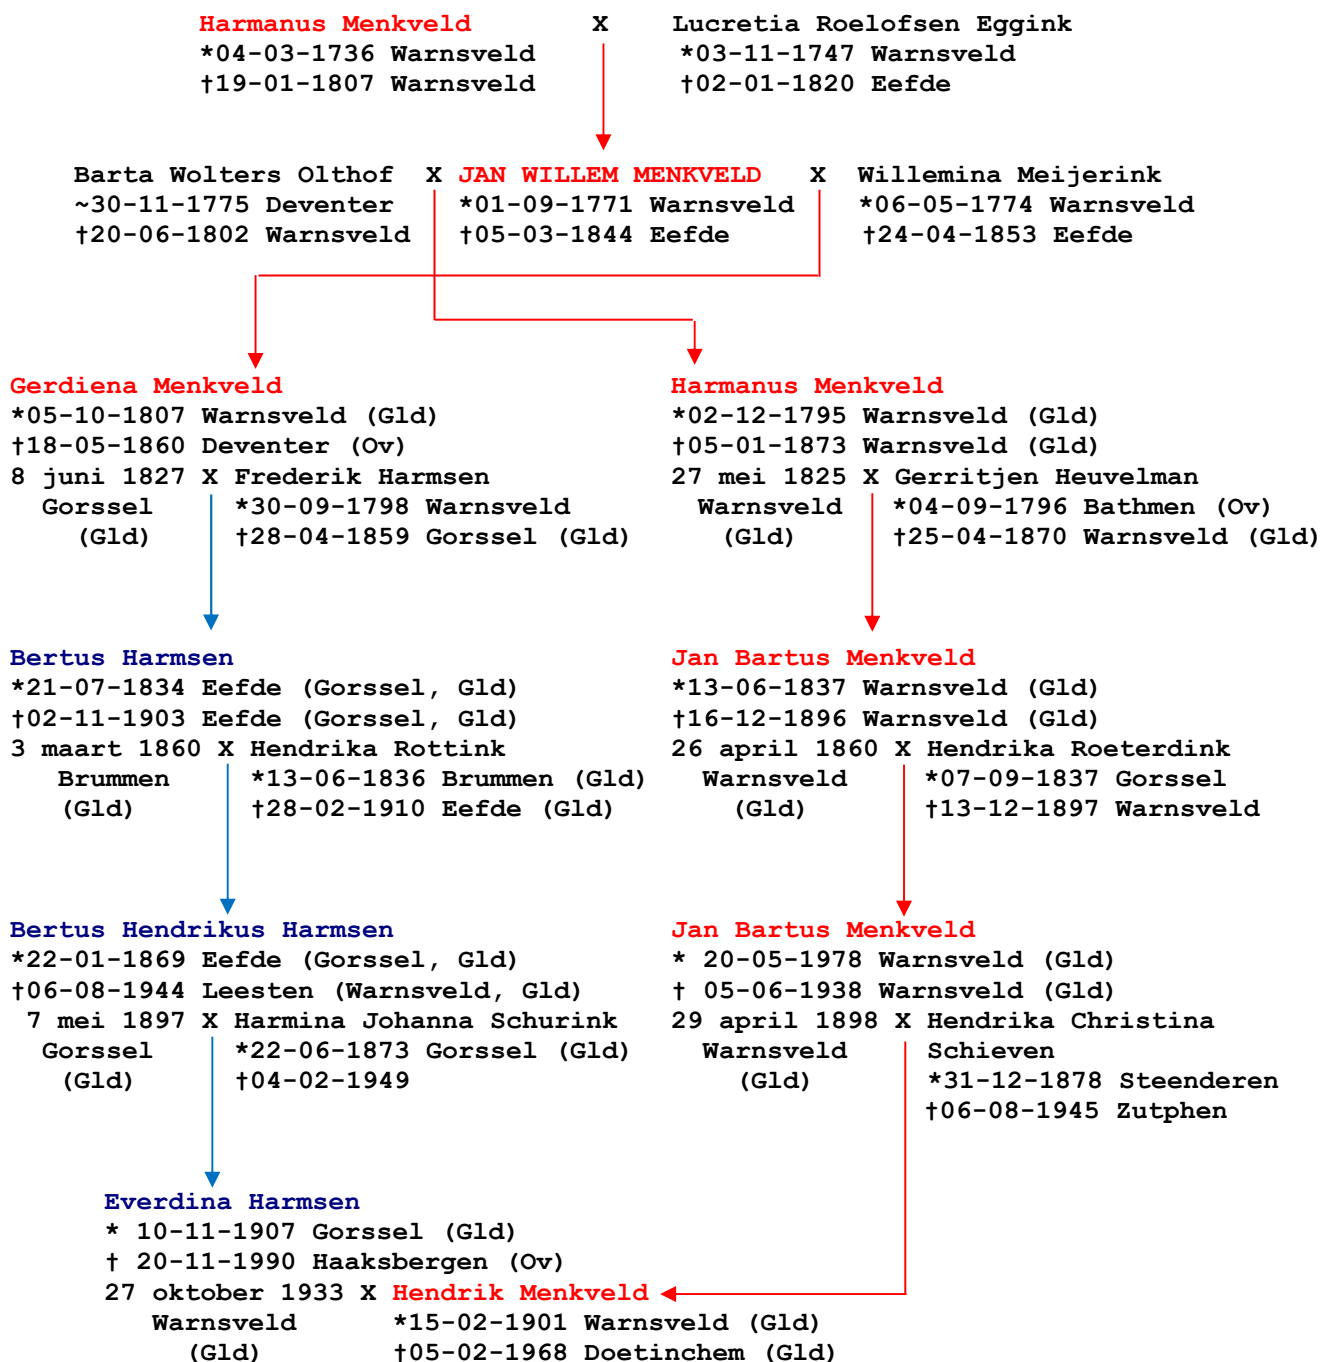 Harmanus Menkveld X Lucretia Roelofsen Eggink
*04-03-1736 Warnsveld *03-11-1747 Warnsveld
†19-01-1807 Warnsveld †02-01-1820 Eefde
Barta Wolters Olthof X JAN WILLEM MENKVELD X Willemina Meijerink
~30-11-1775 Deventer *01-09-1771 Warnsveld *06-05-1774 Warnsveld
†20-06-1802 Warnsveld †05-03-1844 Eefde †24-04-1853 Eefde
Gerdiena Menkveld Harmanus Menkveld
*05-10-1807 Warnsveld (Gld) *02-12-1795 Warnsveld (Gld)
†18-05-1860 Deventer (Ov) †05-01-1873 Warnsveld (Gld)
8 juni 1827 X Frederik Harmsen 27 mei 1825 X Gerritjen Heuvelman
Gorssel *30-09-1798 Warnsveld Warnsveld *04-09-1796 Bathmen (Ov)
(Gld) †28-04-1859 Gorssel (Gld) (Gld) †25-04-1870 Warnsveld (Gld)
Bertus Harmsen Jan Bartus Menkveld
*21-07-1834 Eefde (Gorssel, Gld) *13-06-1837 Warnsveld (Gld)
†02-11-1903 Eefde (Gorssel, Gld) †16-12-1896 Warnsveld (Gld)
3 maart 1860 X Hendrika Rottink 26 april 1860 X Hendrika Roeterdink
Brummen *13-06-1836 Brummen (Gld) Warnsveld *07-09-1837 Gorssel
(Gld) †28-02-1910 Eefde (Gld) (Gld) †13-12-1897 Warnsveld
Bertus Hendrikus Harmsen Jan Bartus Menkveld
*22-01-1869 Eefde (Gorssel, Gld) * 20-05-1978 Warnsveld (Gld)
†06-08-1944 Leesten (Warnsveld, Gld) † 05-06-1938 Warnsveld (Gld)
7 mei 1897 X Harmina Johanna Schurink 29 april 1898 X Hendrika Christina
Gorssel *22-06-1873 Gorssel (Gld) Warnsveld Schieven
(Gld) †04-02-1949 (Gld) *31-12-1878 Steenderen
†06-08-1945 Zutphen
Everdina Harmsen
* 10-11-1907 Gorssel (Gld)
† 20-11-1990 Haaksbergen (Ov)
27 oktober 1933 X Hendrik Menkveld
Warnsveld *15-02-1901 Warnsveld (Gld)
(Gld) †05-02-1968 Doetinchem (Gld)